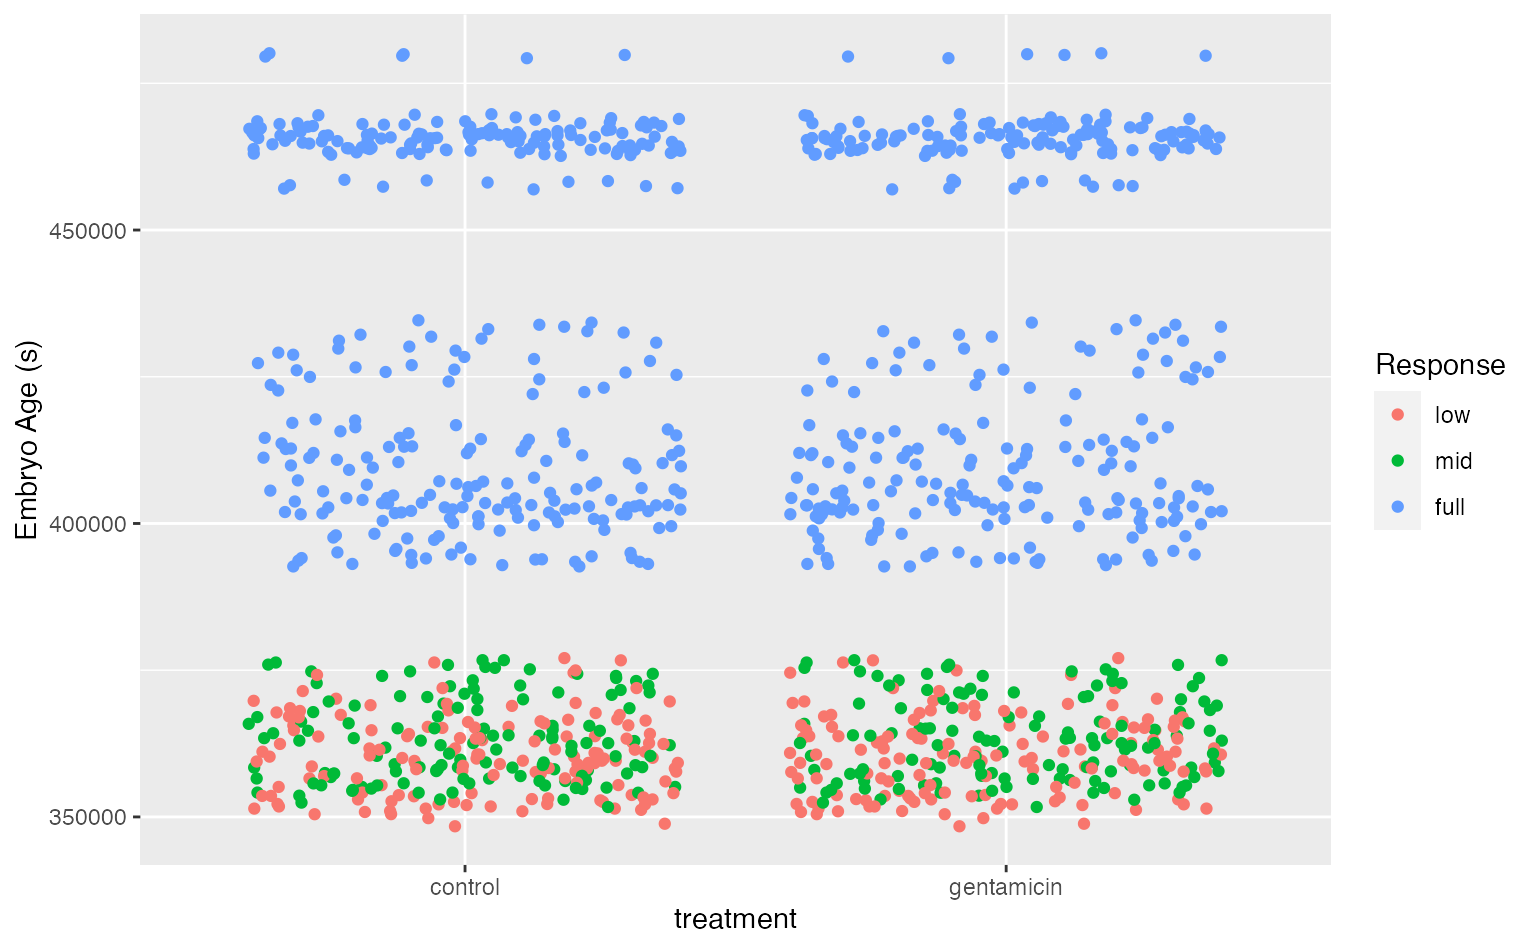 450000
400000
350000
Embryo Age (s)
control
gentamicin
treatment
Response
low
mid
full